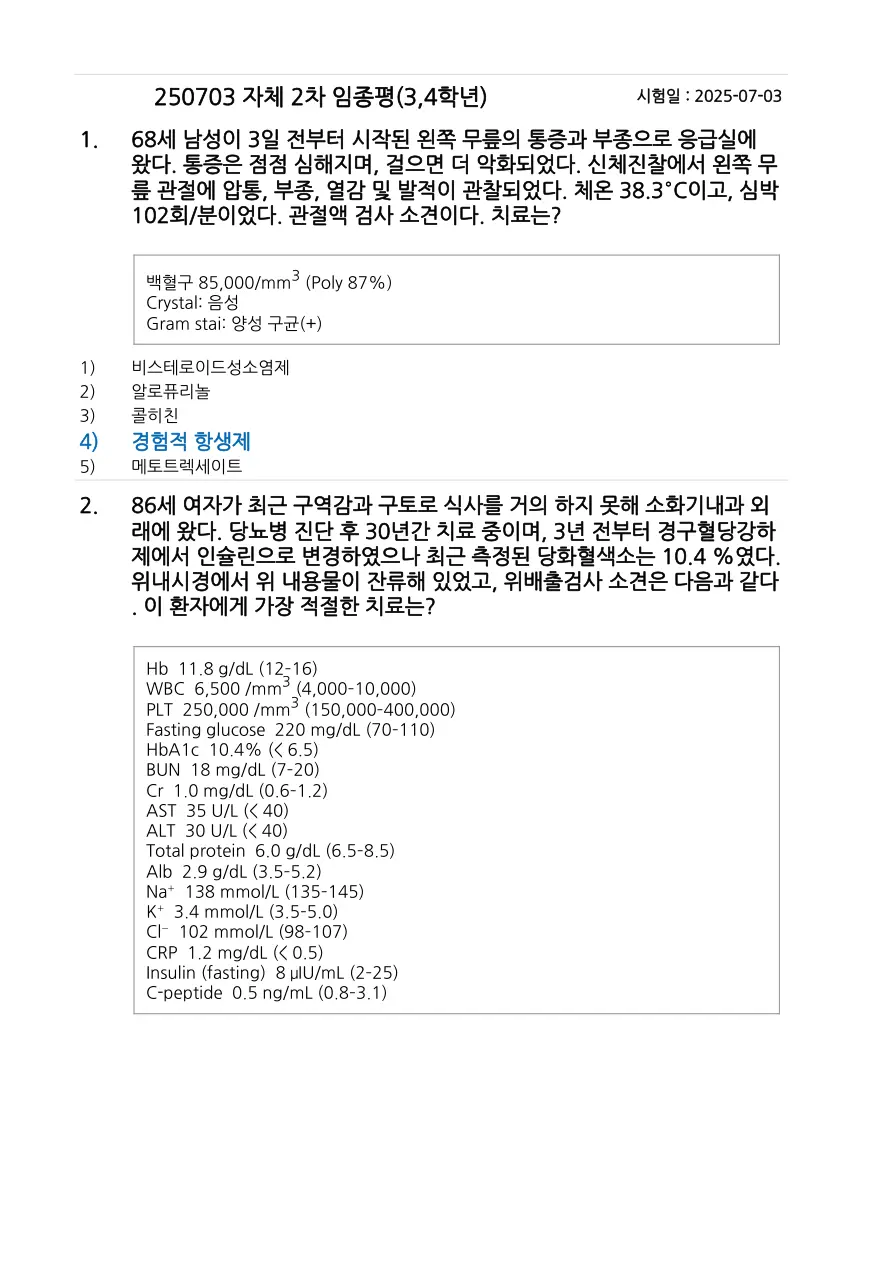 250703 자체 2차 임종평(3,4학년)
시험일 : 2025-07-03
1. 68세 남성이 3일 전부터 시작된 왼쪽 무릎의 통증과 부종으로 응급실에
왔다. 통증은 점점 심해지며, 걸으면 더 악화되었다. 신체진찰에서 왼쪽 무
릎 관절에 압통, 부종, 열감 및 발적이 관찰되었다. 체온 38.3°C이고, 심박
102회/분이었다. 관절액 검사 소견이다. 치료는?
백혈구 85,000/mm³ (Poly 87%)
Crystal: 음성
Gram stai: 양성 구균(+)
1) 비스테로이드성소염제
2) 알로퓨리놀
3) 콜히친
4) 경험적 항생제
5) 메토트렉세이트
2. 86세 여자가 최근 구역감과 구토로 식사를 거의 하지 못해 소화기내과 외
래에 왔다. 당뇨병 진단 후 30년간 치료 중이며, 3년 전부터 경구혈당강하
제에서 인슐린으로 변경하였으나 최근 측정된 당화혈색소는 10.4 %였다.
위내시경에서 위 내용물이 잔류해 있었고, 위배출검사 소견은 다음과 같다
. 이 환자에게 가장 적절한 치료는?
Hb 11.8 g/dL (12-16)
WBC 6,500 /mm³ (4,000-10,000)
PLT 250,000 /mm³ (150,000-400,000)
Fasting glucose 220 mg/dL (70-110)
HbA1c 10.4% (< 6.5)
BUN 18 mg/dL (7-20)
Cr 1.0 mg/dL (0.6-1.2)
AST 35 U/L (< 40)
ALT 30 U/L (< 40)
Total protein 6.0 g/dL (6.5-8.5)
Alb 2.9 g/dL (3.5-5.2)
Na⁺ 138 mmol/L (135-145)
K⁺ 3.4 mmol/L (3.5-5.0)
Cl⁻ 102 mmol/L (98-107)
CRP 1.2 mg/dL (< 0.5)
Insulin (fasting) 8 μIU/mL (2-25)
C-peptide 0.5 ng/mL (0.8-3.1)